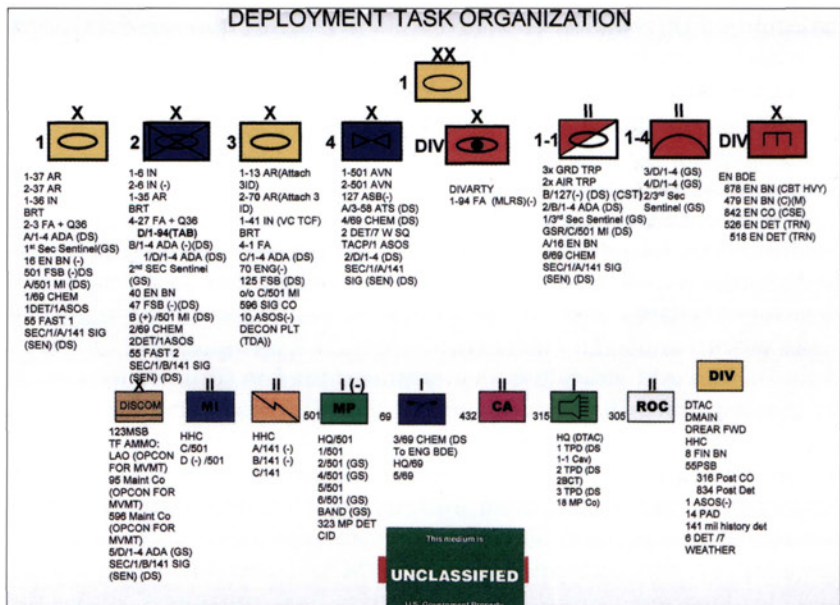 DEPLOYMENT TASK ORGANIZATION
XX
1
X
1
1-37 AR
2-37 AR
1-36 IN
BRT
2-3 FA + Q36
A/1-4 ADA (DS)
1st Sec Sentinel(GS)
16 EN BN (-)
501 FSB (-)DS
A/501 MI (DS)
1/69 CHEM
1DET/1ASOS
55 FAST 1
SEC/1/A/141 SIG
(SEN) (DS)
X
2
1-6 IN
2-6 IN (-)
1-35 AR
BRT
4-27 FA + Q36
D/1-94(TAB)
B/1-4 ADA (-)(DS)
1/D/1-4 ADA (DS)
2nd SEC Sentinel
(GS)
40 EN BN
47 FSB (-)(DS)
B (+) /501 MI (DS)
2/69 CHEM
2DET/1ASOS
55 FAST 2
SEC/1/B/141 SIG
(SEN) (DS)
X
3
1-13 AR(Attach
3ID)
2-70 AR(Attach 3
ID)
1-41 IN (VC TCF)
BRT
4-1 FA
C/1-4 ADA (DS)
70 ENG(-)
125 FSB (DS)
o/o C/501 MI
596 SIG CO
10 ASOS(-)
DECON PLT
(TDA))
X
4
1-501 AVN
2-501 AVN
127 ASB(-)
A/3-58 ATS (DS)
4/69 CHEM (DS)
2 DET/7 W SQ
TACP/1 ASOS
2/D/1-4 (DS)
SEC/1/A/141
SIG (SEN) (DS)
X
DIV
DIVARTY
1-94 FA (MLRS)(-)
II
1-1
3x GRD TRP
2x AIR TRP
B/127(-) (DS) (CST)
2/B/1-4 ADA (DS)
1/3rd Sec Sentinel (GS)
GSR/C/501 MI (DS)
A/16 EN BN
6/69 CHEM
SEC/1/A/141 SIG
(SEN) (DS)
II
1-4
3/D/1-4 (GS)
4/D/1-4 (GS)
2/3rd Sec
Sentinel (GS)
X
DIV
EN BDE
878 EN BN (CBT HVY)
479 EN BN (C)(M)
842 EN CO (CSE)
526 EN DET (TRN)
518 EN DET (TRN)
X
DISCOM
123MSB
TF AMMO:
LAO (OPCON
FOR MVMT)
95 Maint Co
(OPCON FOR
MVMT)
596 Maint Co
(OPCON FOR
MVMT)
5/D/1-4 ADA (GS)
SEC/1/B/141 SIG
(SEN) (DS)
II
MI
HHC
C/501
D (-) /501
II
HHC
A/141 (-)
B/141 (-)
C/141
I (-)
501
MP
HQ/501
1/501
2/501 (GS)
4/501 (GS)
5/501
6/501 (GS)
BAND (GS)
323 MP DET
CID
I
69
3/69 CHEM (DS
To ENG BDE)
HQ/69
5/69
II
432
CA
II
315
HQ (DTAC)
1 TPD (DS
1-1 Cav)
2 TPD (DS
2BCT)
3 TPD (DS
18 MP Co)
II
305
ROC
DIV
DTAC
DMAIN
DREAR FWD
HHC
8 FIN BN
55PSB
316 Post CO
834 Post Det
1 ASOS(-)
14 PAD
141 mil history det
6 DET /7
WEATHER
This medium is
UNCLASSIFIED
U.S. Government Property